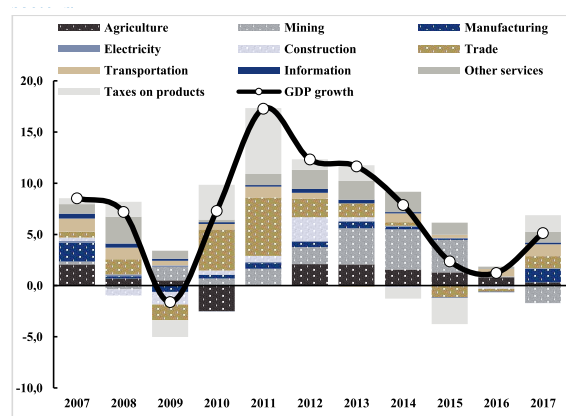 Agriculture Mining Manufacturing
Electricity Construction Trade
Transportation Information Other services
Taxes on products GDP growth
20,0
15,0
10,0
5,0
0,0
-5,0
-10,0
2007 2008 2009 2010 2011 2012 2013 2014 2015 2016 2017